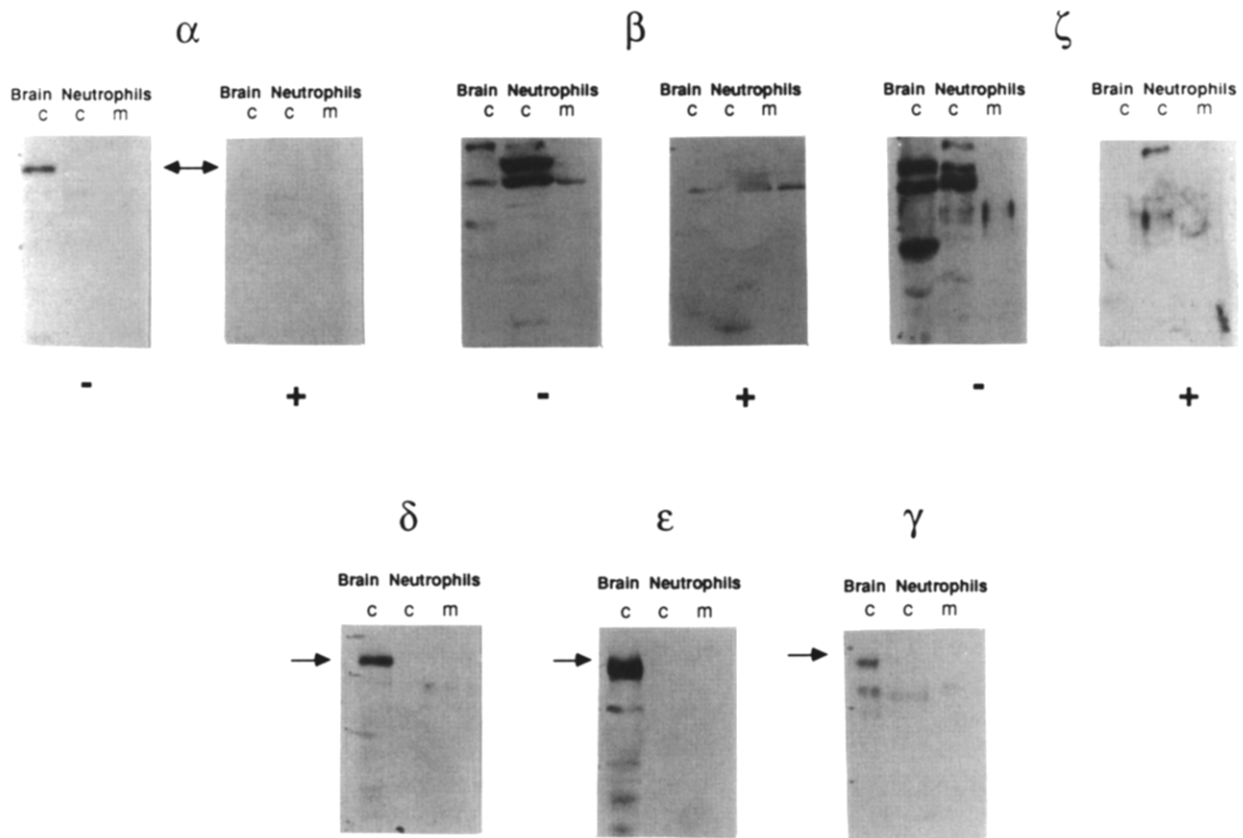 α β ζ
Brain Neutrophils Brain Neutrophils Brain Neutrophils Brain Neutrophils Brain Neutrophils Brain Neutrophils
c c m c c m c c m c c m c c m c c m
- + - + - +
δ ε γ
Brain Neutrophils Brain Neutrophils Brain Neutrophils
c c m c c m c c m